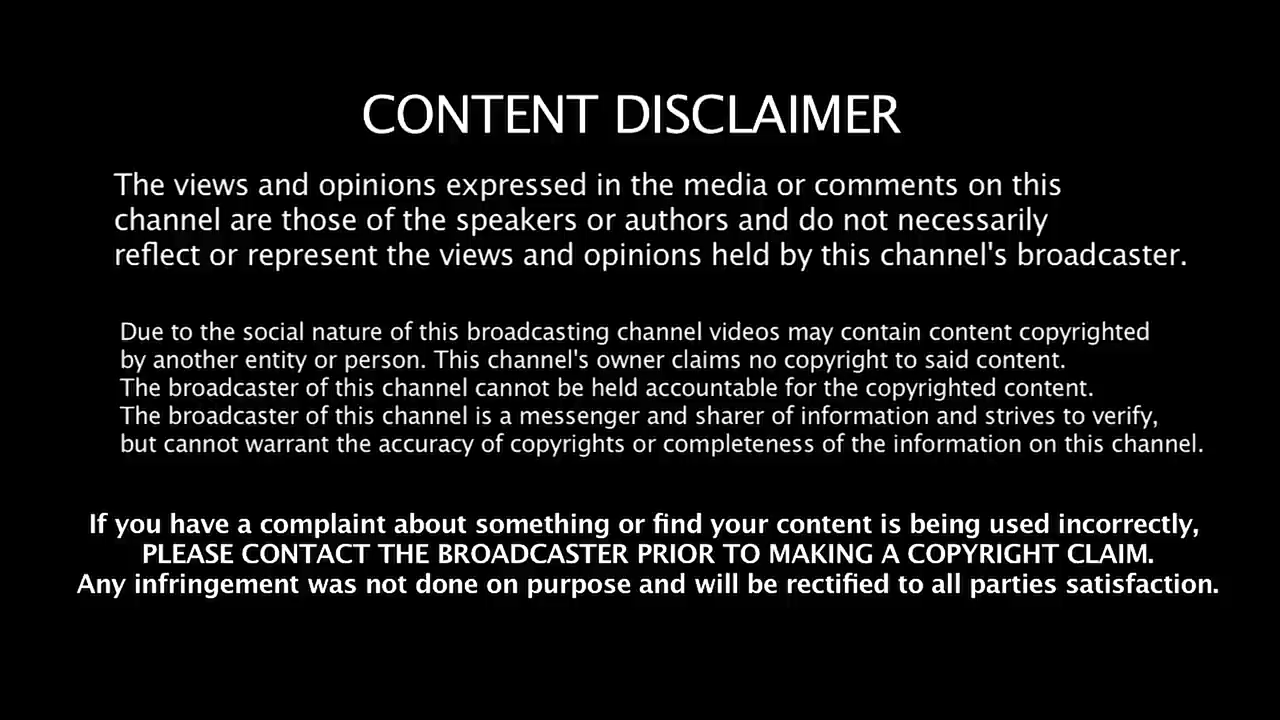 CONTENT DISCLAIMER
The views and opinions expressed in the media or comments on this
channel are those of the speakers or authors and do not necessarily
reflect or represent the views and opinions held by this channel's broadcaster.
Due to the social nature of this broadcasting channel videos may contain content copyrighted
by another entity or person. This channel's owner claims no copyright to said content.
The broadcaster of this channel cannot be held accountable for the copyrighted content.
The broadcaster of this channel is a messenger and sharer of information and strives to verify,
but cannot warrant the accuracy of copyrights or completeness of the information on this channel.
If you have a complaint about something or find your content is being used incorrectly,
PLEASE CONTACT THE BROADCASTER PRIOR TO MAKING A COPYRIGHT CLAIM.
Any infringement was not done on purpose and will be rectified to all parties satisfaction.